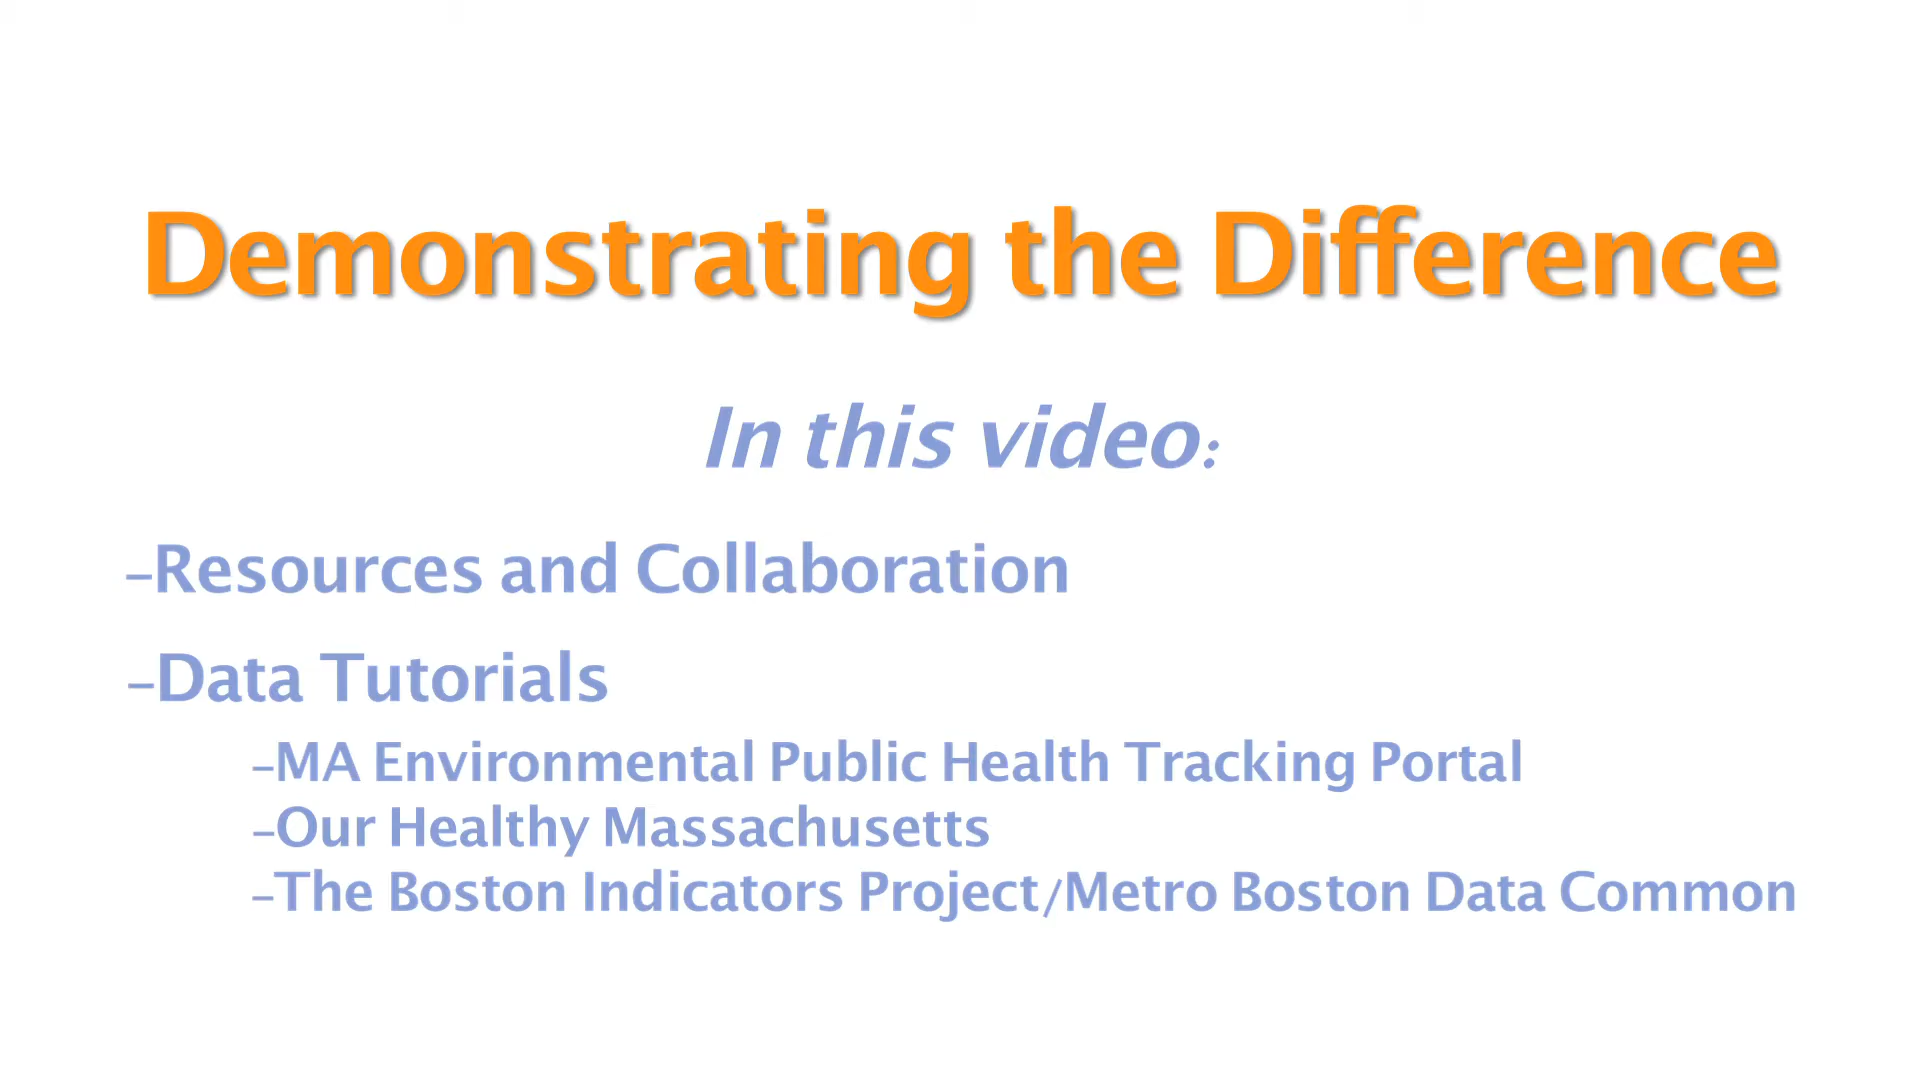 Demonstrating the Difference
In this video:
–Resources and Collaboration
–Data Tutorials
–MA Environmental Public Health Tracking Portal
–Our Healthy Massachusetts
–The Boston Indicators Project/Metro Boston Data Common